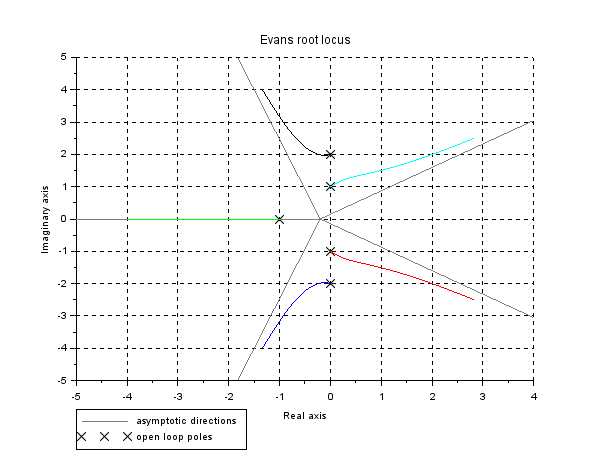 Evans root locus
5
4
3
2
1
0
-1
-2
-3
-4
-5
Imaginary axis
-5 -4 -3 -2 -1 0 1 2 3 4
Real axis
asymptotic directions
open loop poles